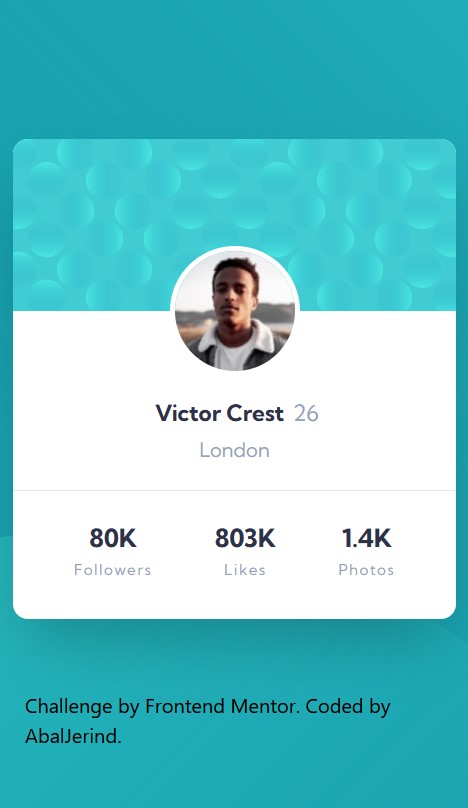 Victor Crest 26
London
80K 803K 1.4K
Followers Likes Photos
Challenge by Frontend Mentor. Coded by
AbalJerind.